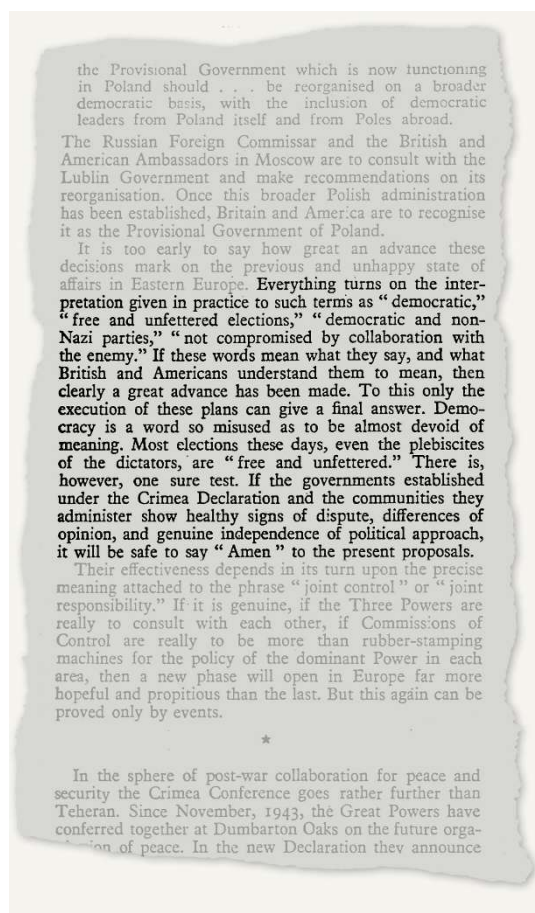 the Provisional Government which is now functioning
in Poland should . . . be reorganised on a broader
democratic basis, with the inclusion of democratic
leaders from Poland itself and from Poles abroad.
The Russian Foreign Commissar and the British and
American Ambassadors in Moscow are to consult with the
Lublin Government and make recommendations on its
reorganisation. Once this broader Polish administration
has been established, Britain and America are to recognise
it as the Provisional Government of Poland.
It is too early to say how great an advance these
decisions mark on the previous and unhappy state of
affairs in Eastern Europe. Everything turns on the inter-
pretation given in practice to such terms as “ democratic,”
“ free and unfettered elections,” “ democratic and non-
Nazi parties,” “ not compromised by collaboration with
the enemy.” If these words mean what they say, and what
British and Americans understand them to mean, then
clearly a great advance has been made. To this only the
execution of these plans can give a final answer. Demo-
cracy is a word so misused as to be almost devoid of
meaning. Most elections these days, even the plebiscites
of the dictators, are “ free and unfettered.” There is,
however, one sure test. If the governments established
under the Crimea Declaration and the communities they
administer show healthy signs of dispute, differences of
opinion, and genuine independence of political approach,
it will be safe to say “ Amen ” to the present proposals.
Their effectiveness depends in its turn upon the precise
meaning attached to the phrase “ joint control ” or “ joint
responsibility.” If it is genuine, if the Three Powers are
really to consult with each other, if Commissions of
Control are really to be more than rubber-stamping
machines for the policy of the dominant Power in each
area, then a new phase will open in Europe far more
hopeful and propitious than the last. But this again can be
proved only by events.
★
In the sphere of post-war collaboration for peace and
security the Crimea Conference goes rather further than
Teheran. Since November, 1943, the Great Powers have
conferred together at Dumbarton Oaks on the future orga-
of peace. In the new Declaration they announce